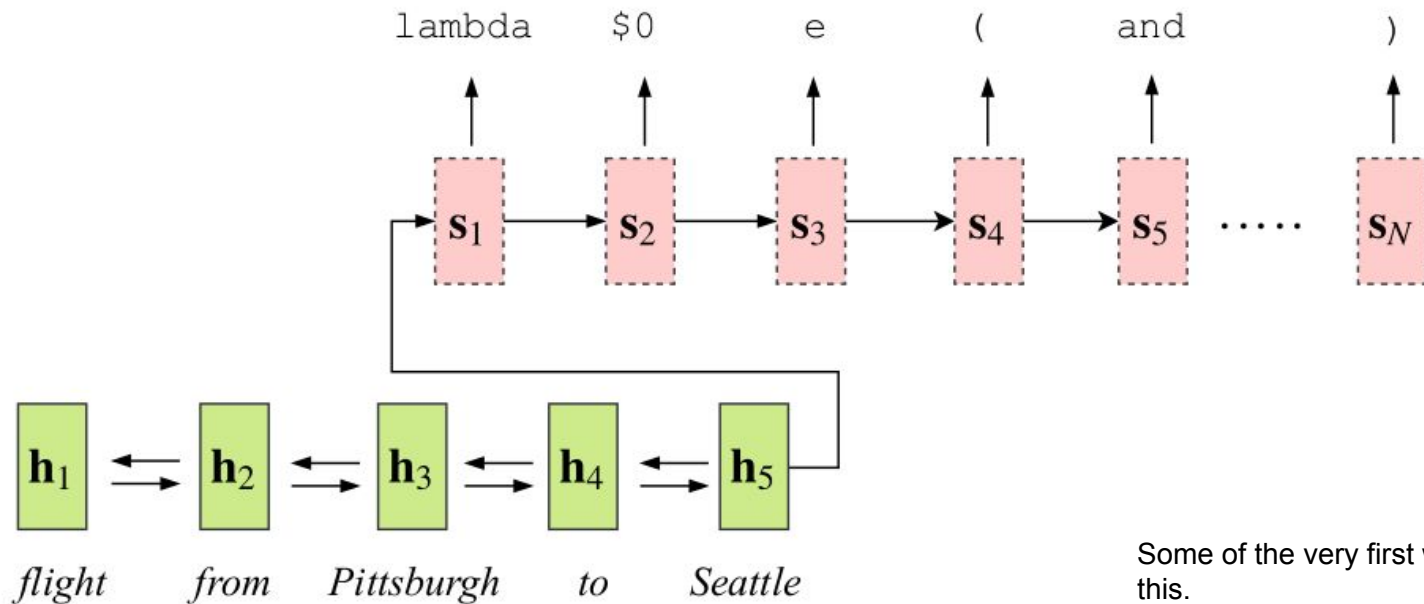 lambda $0 e ( and )
s1 s2 s3 s4 s5 ····· sN
h1 h2 h3 h4 h5
flight from Pittsburgh to Seattle
Some of the very first
this.